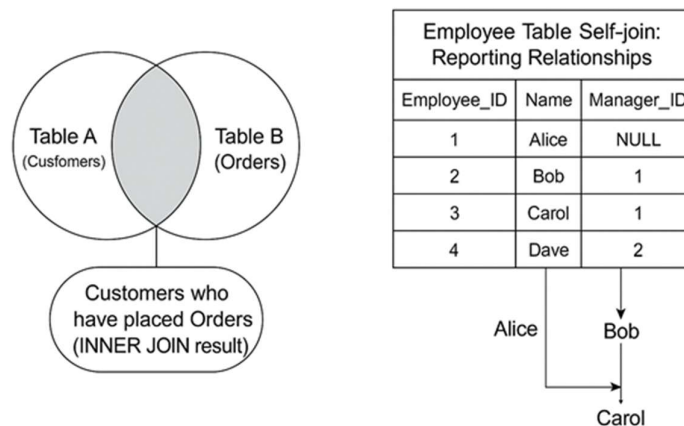 Table A
(Cusfomers)
Table B
(Orders)
Customers who
have placed Orders
(INNER JOIN result)
Employee Table Self-join:
Reporting Relationships
Employee_ID Name Manager_ID
1 Alice NULL
2 Bob 1
3 Carol 1
4 Dave 2
Alice
Bob
Carol